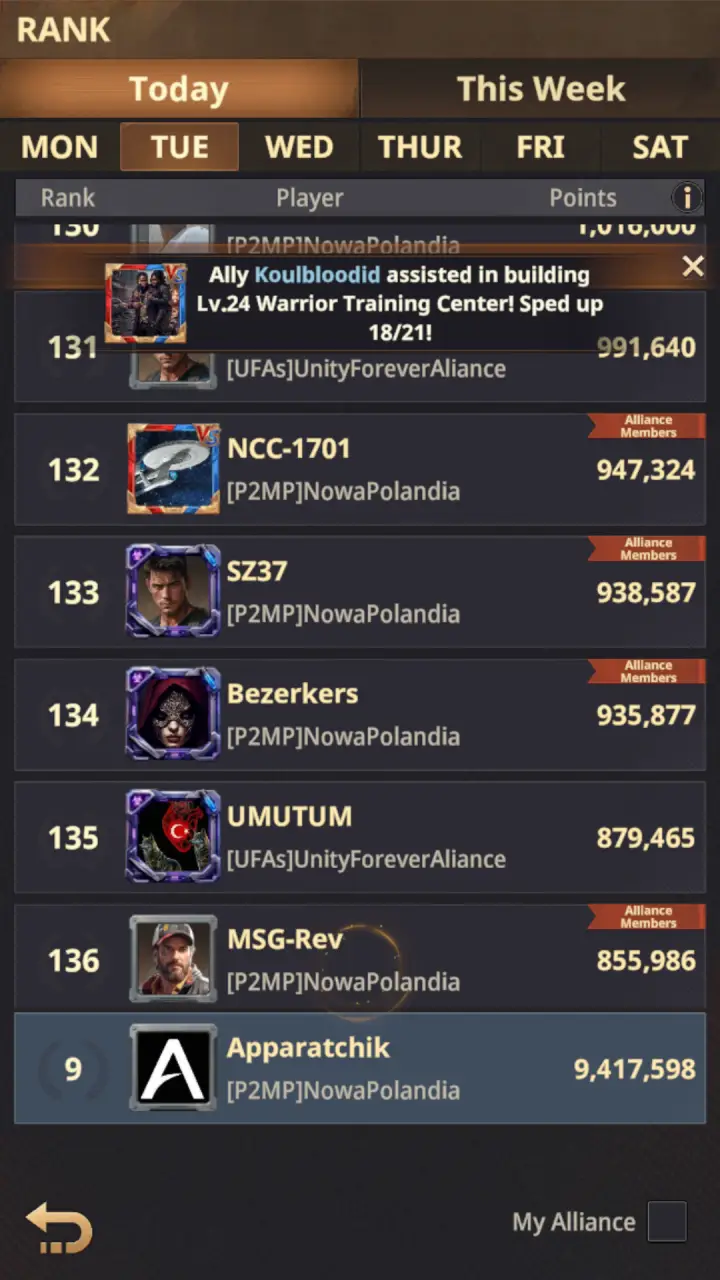 RANK
Today
This Week
MON
TUE
WED
THUR
FRI
SAT
Rank
Player
Points
i
130
[P2MP]NowaPolandia
1,016,000
Ally Koulbloodid assisted in building
Lv.24 Warrior Training Center! Sped up
18/21!
131
[UFAs]UnityForeverAliance
991,640
Alliance
Members
132
NCC-1701
[P2MP]NowaPolandia
947,324
Alliance
Members
133
SZ37
[P2MP]NowaPolandia
938,587
Alliance
Members
134
Bezerkers
[P2MP]NowaPolandia
935,877
135
UMUTUM
[UFAs]UnityForeverAliance
879,465
Alliance
Members
136
MSG-Rev
[P2MP]NowaPolandia
855,986
9
Apparatchik
[P2MP]NowaPolandia
9,417,598
My Alliance